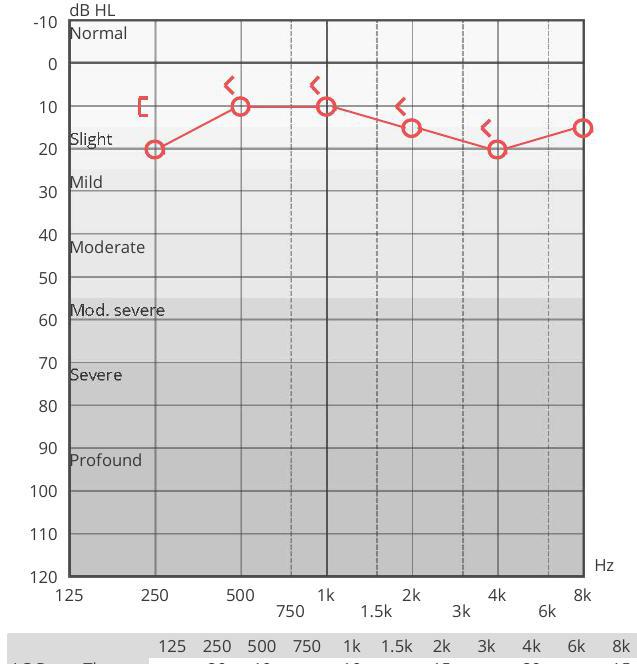 dB HL
-10
Normal
0
10
Slight
20
Mild
30
40
Moderate
50
Mod. severe
60
70
Severe
80
90
Profound
100
110
120
Hz
125 250 500 1k 2k 4k 8k
750 1.5k 3k 6k
125 250 500 750 1k 1.5k 2k 3k 4k 6k 8k